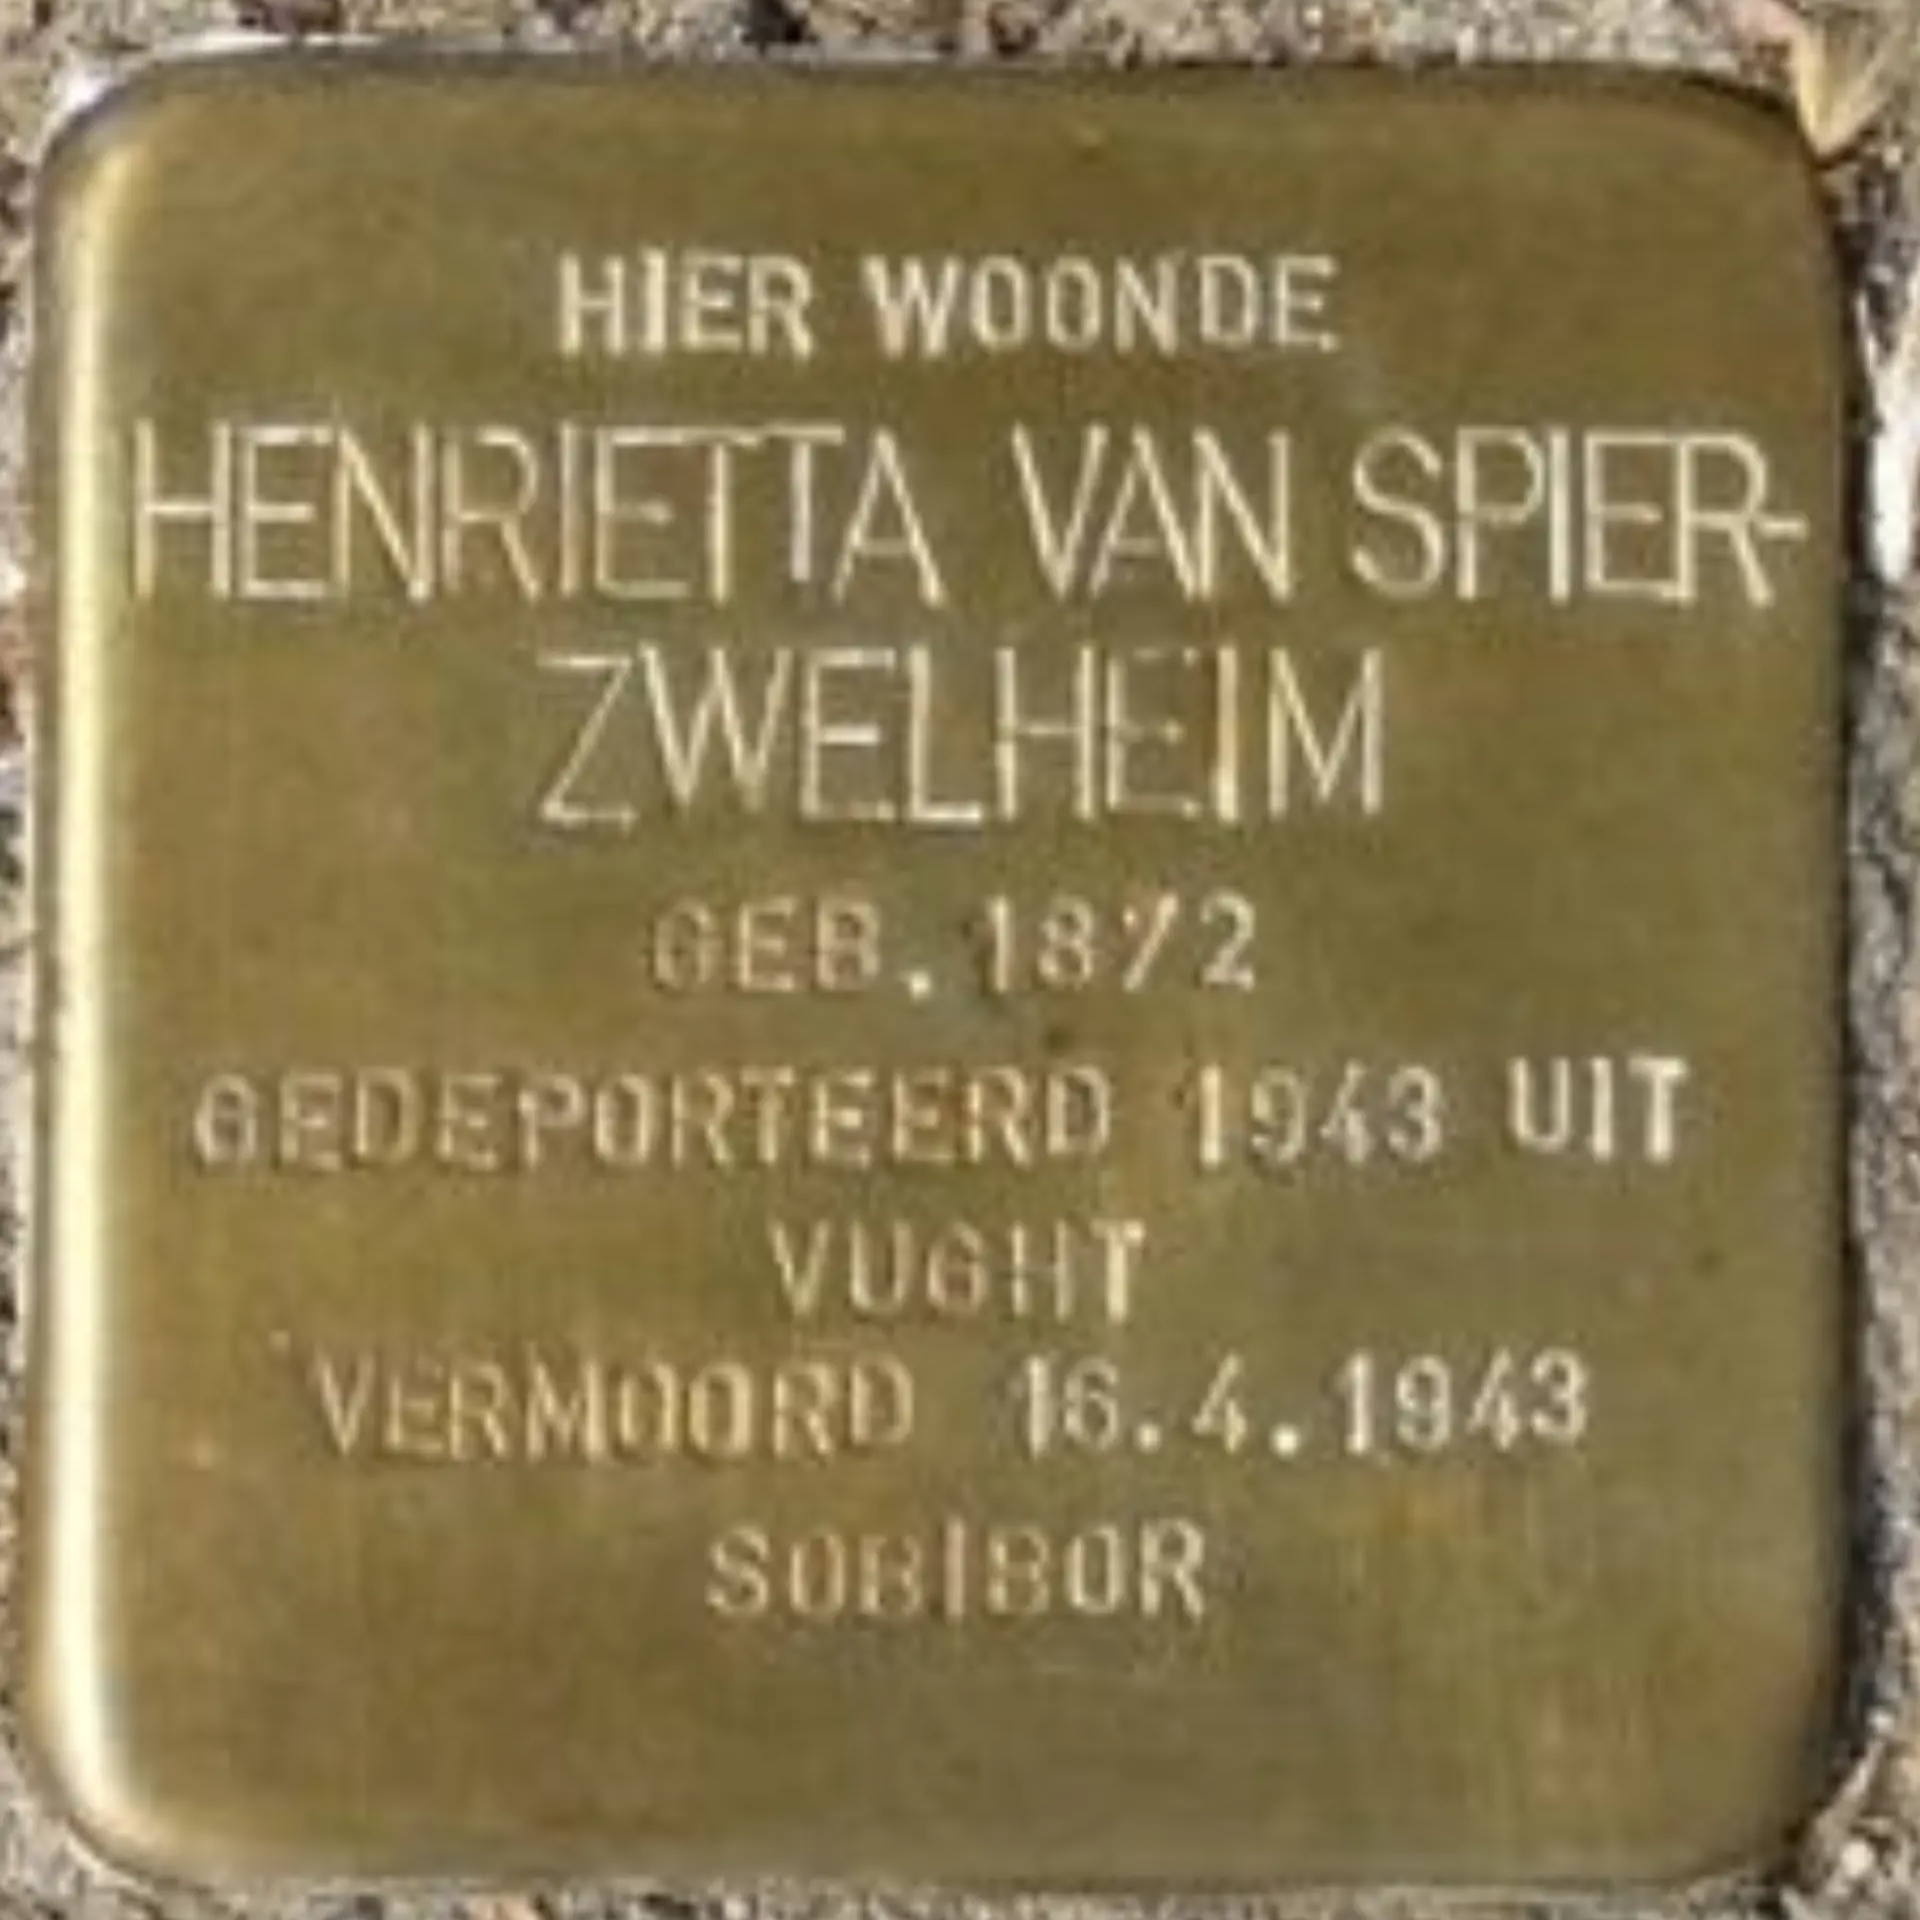 HIER WOONDE
HENRIETTA VAN SPIER-
ZWELHEIM
GEB. 1872
GEDEPORTEERD 1943 UIT
VUGHT
VERMOORD 16.4.1943
SOBIBOR